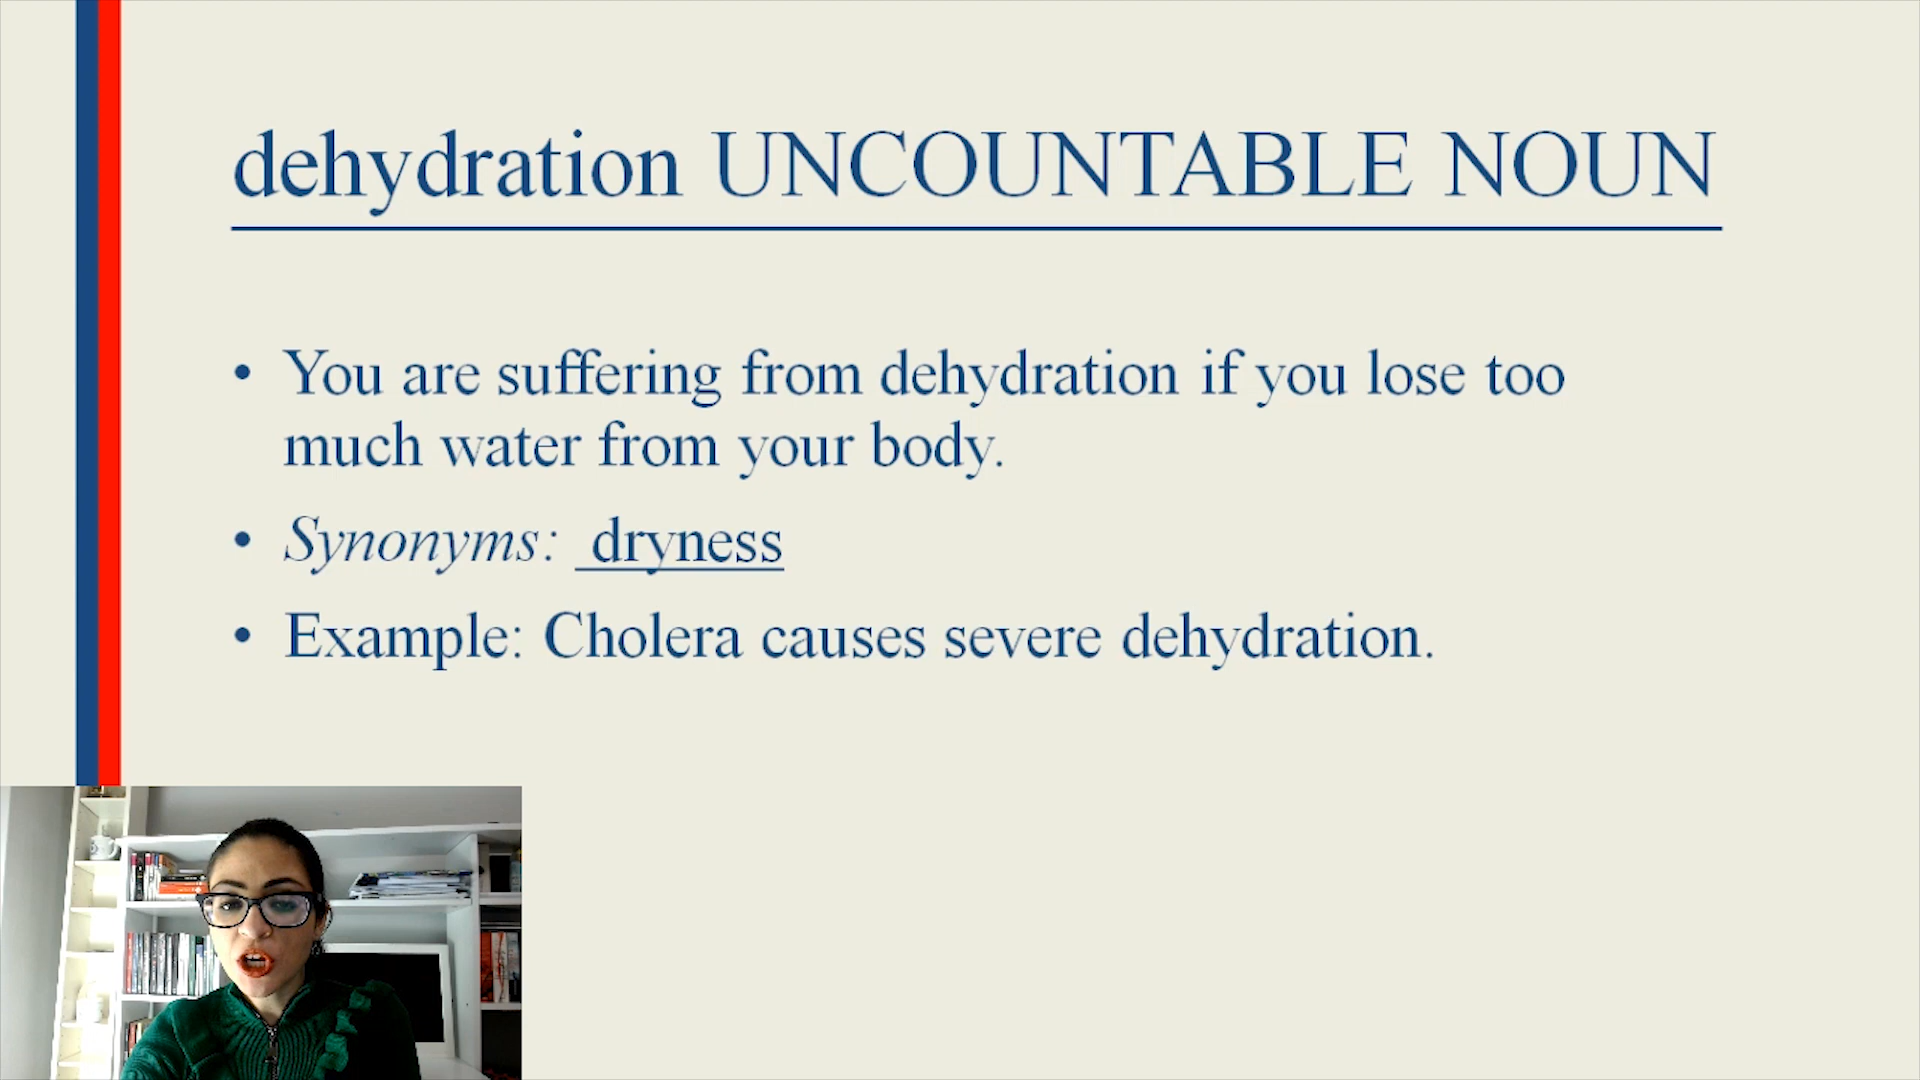 dehydration UNCOUNTABLE NOUN
• You are suffering from dehydration if you lose too
much water from your body.
• Synonyms: dryness
• Example: Cholera causes severe dehydration.